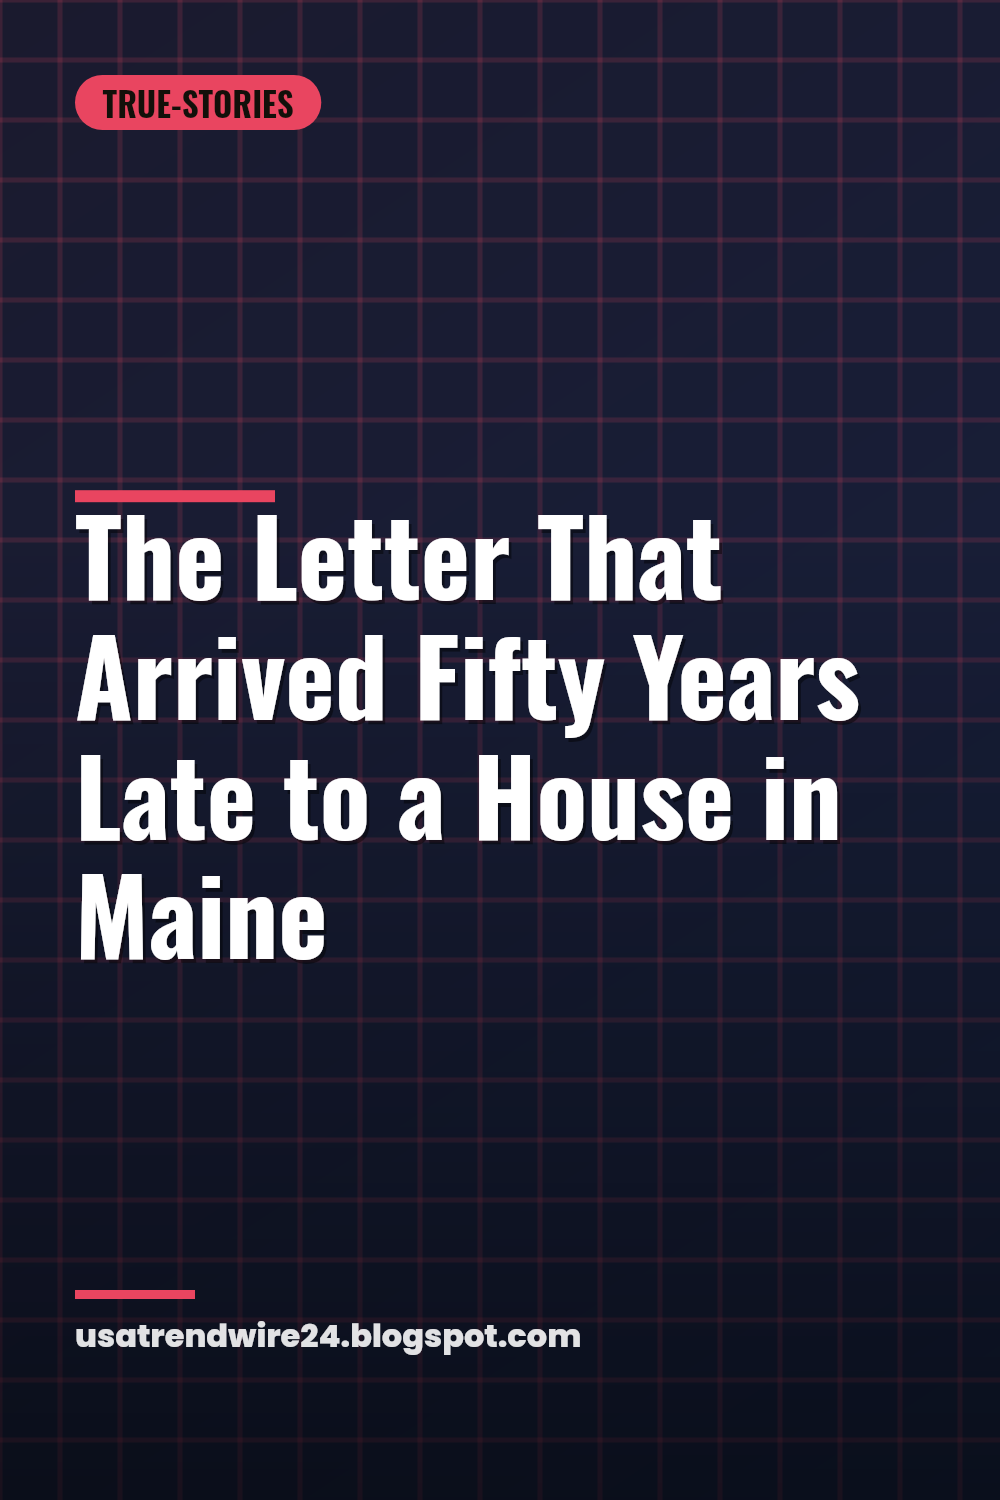 TRUE-STORIES
The Letter That
Arrived Fifty Years
Late to a House in
Maine
usatrendwire24.blogspot.com